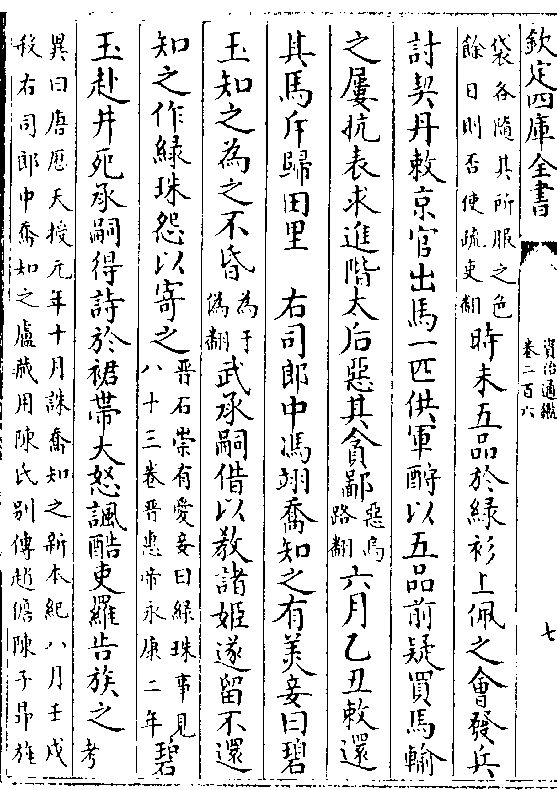 欽定四庫全書
資治通鑑
卷二百六
七
袋各隨其所服之色
餘日則否使疏吏翻
時未五品於緑衫上佩之會發兵
討契丹敕京官出馬一匹供軍酧以五品前疑買馬輸
之屢抗表求進階太后惡其貪鄙
惡烏
路翻
六月乙丑敕還
其馬斥歸田里　右司郎中馮翊喬知之有美妾曰碧
玉知之為之不昏
為于
偽翻
武承嗣借以教諸姬遂留不還
知之作緑珠怨以寄之
晋石崇有愛妾曰緑珠事見
八十三卷晋惠帝永康二年
碧
玉赴井死承嗣得詩於裙帶大怒諷酷吏羅告族之
考
異曰唐厯天授元年十月誅喬知之新本紀八月壬戌
殺右司郎中喬知之盧藏用陳氏别傳趙儋陳子昂旌